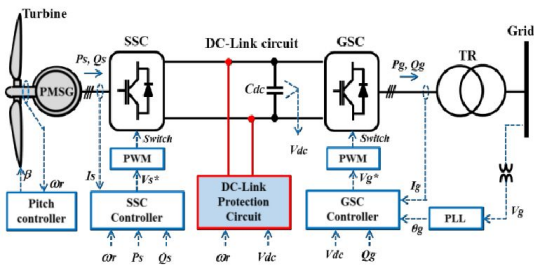 Turbine
PMSG
Ps, Qs
SSC
DC-Link circuit
GSC
Pg, Qg
TR
Grid
Cdc
Vdc
Switch
Switch
PWM
PWM
β
ωr
Is
Vs*
Vg*
Ig
θg
Vg
Pitch
controller
SSC
Controller
DC-Link
Protection
Circuit
GSC
Controller
PLL
ωr
Ps
Qs
ωr
Vdc
Vdc
Qg